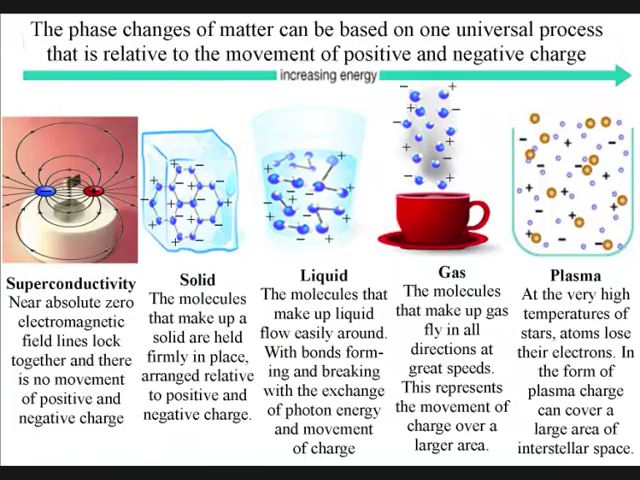 The phase changes of matter can be based on one universal process
that is relative to the movement of positive and negative charge
increasing energy
Superconductivity
Near absolute zero
electromagnetic
field lines lock
together and there
is no movement
of positive and
negative charge
Solid
The molecules
that make up a
solid are held
firmly in place,
arranged relative
to positive and
negative charge.
Liquid
The molecules that
make up liquid
flow easily around.
With bonds form-
ing and breaking
with the exchange
of photon energy
and movement
of charge
Gas
The molecules
that make up gas
fly in all
directions at
great speeds.
This represents
the movement of
charge over a
larger area.
Plasma
At the very high
temperatures of
stars, atoms lose
their electrons. In
the form of
plasma charge
can cover a
large area of
interstellar space.